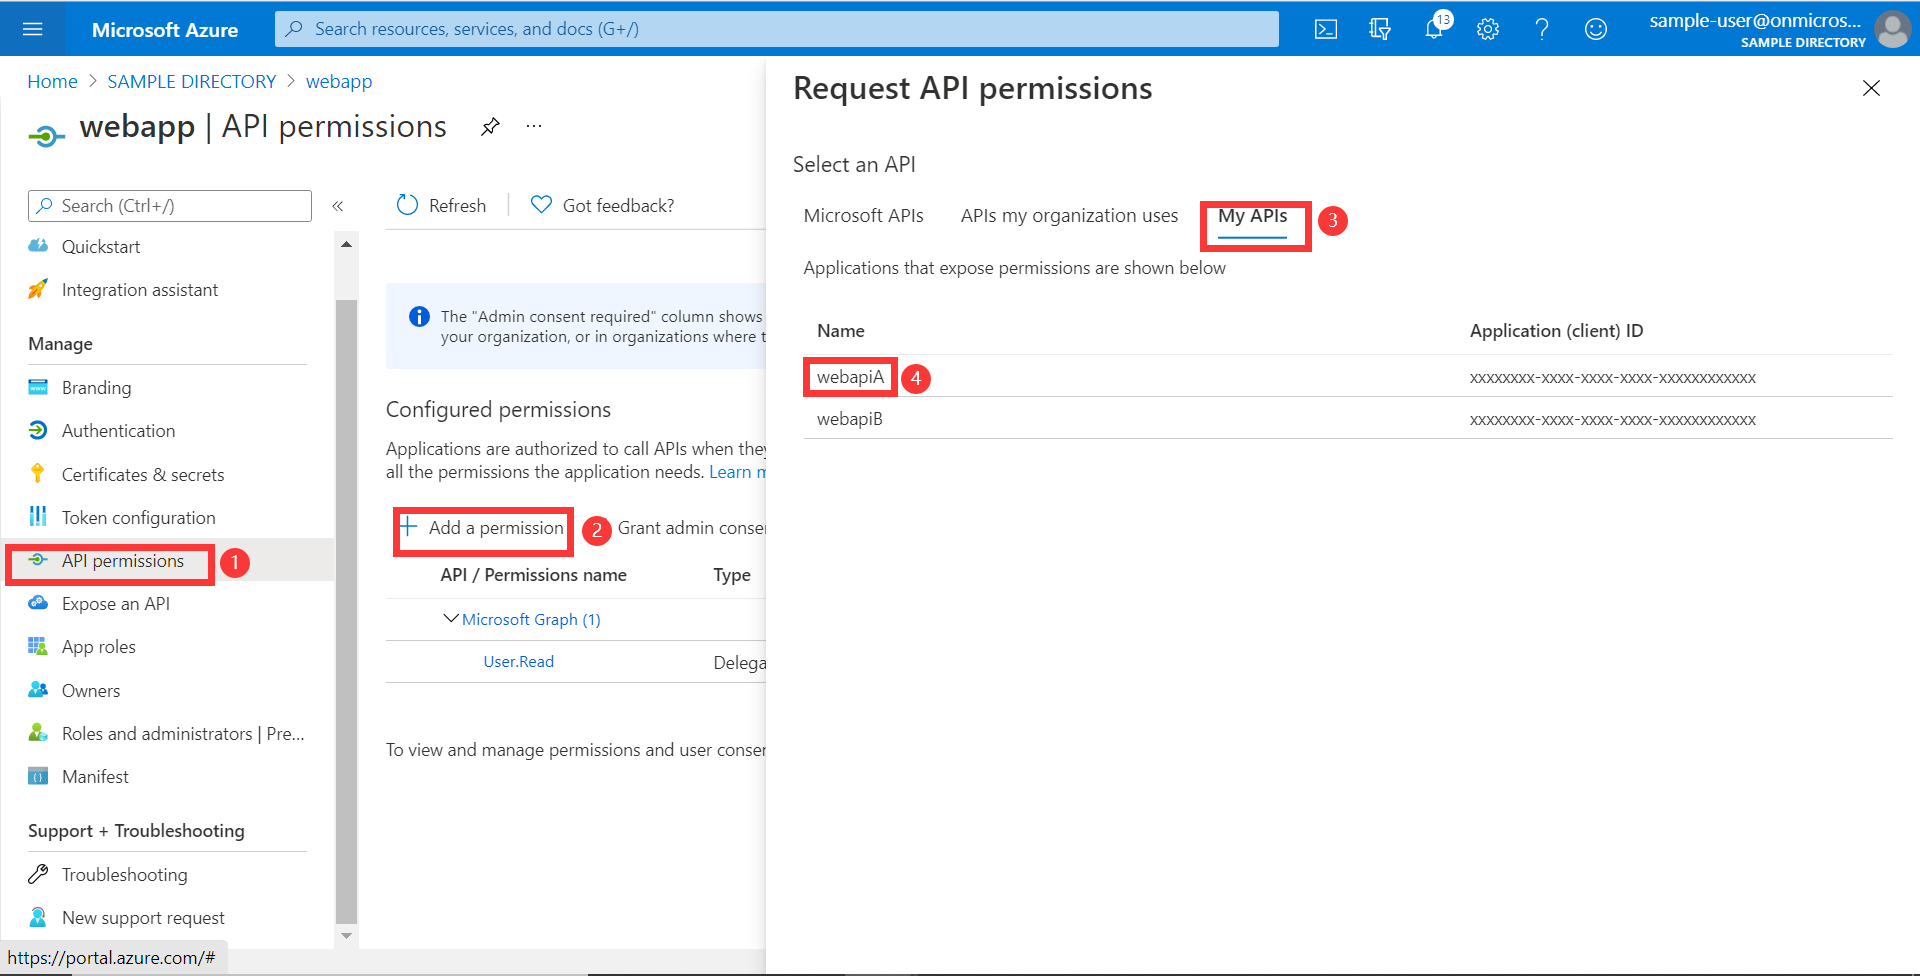 Microsoft Azure
Search resources, services, and docs (G+/)
13
sample-user@onmicros...
SAMPLE DIRECTORY
Home > SAMPLE DIRECTORY > webapp
webapp | API permissions
...
Search (Ctrl+/)
«
Quickstart
Integration assistant
Manage
Branding
Authentication
Certificates & secrets
Token configuration
API permissions
1
Expose an API
App roles
Owners
Roles and administrators | Pre...
Manifest
Support + Troubleshooting
Troubleshooting
New support request
https://portal.azure.com/#
Refresh
Got feedback?
The "Admin consent required" column shows
your organization, or in organizations where t
Configured permissions
Applications are authorized to call APIs when they
all the permissions the application needs. Learn m
Add a permission
2
Grant admin consen
API / Permissions name
Type
Microsoft Graph (1)
User.Read
Delega
To view and manage permissions and user conser
Request API permissions
Select an API
Microsoft APIs
APIs my organization uses
My APIs
3
Applications that expose permissions are shown below
Name
Application (client) ID
webapiA
4
xxxxxxxx-xxxx-xxxx-xxxx-xxxxxxxxxxxx
webapiB
xxxxxxxx-xxxx-xxxx-xxxx-xxxxxxxxxxxx